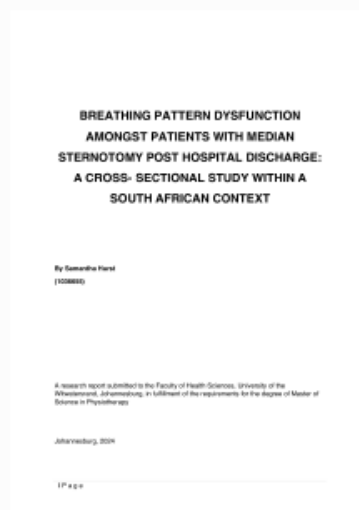 BREATHING PATTERN DYSFUNCTION
AMONGST PATIENTS WITH MEDIAN
STERNOTOMY POST HOSPITAL DISCHARGE:
A CROSS- SECTIONAL STUDY WITHIN A
SOUTH AFRICAN CONTEXT
By Samantha Hurst
A research report submitted to the Faculty of Health Sciences, University of the
Witwatersrand, Johannesburg, in fulfillment of the requirements for the degree of Master of
Science in Physiotherapy
Johannesburg, 2024
1 | P a g e